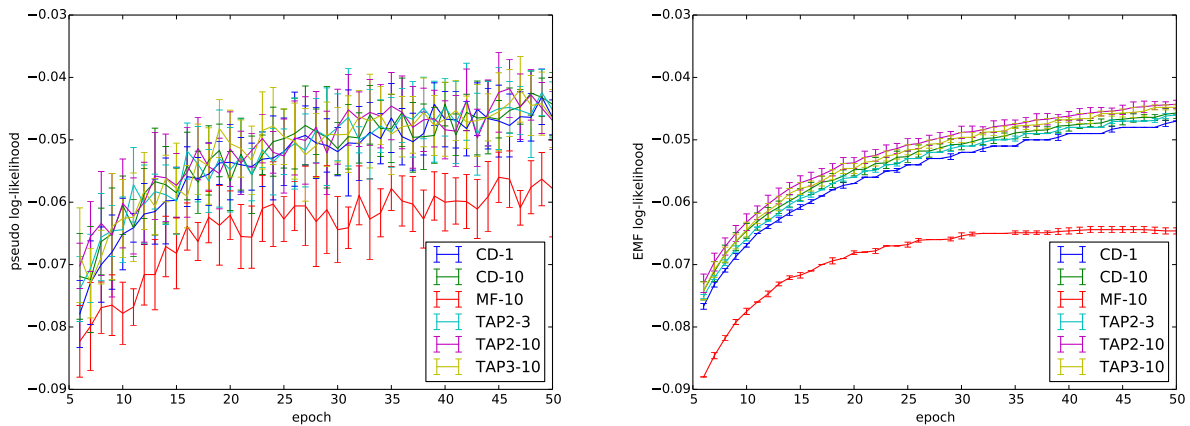 −0.03
−0.04
−0.05
−0.06
−0.07
−0.08
−0.09
pseudo log-likelihood
5 10 15 20 25 30 35 40 45 50
epoch
CD-1
CD-10
MF-10
TAP2-3
TAP2-10
TAP3-10
−0.03
−0.04
−0.05
−0.06
−0.07
−0.08
−0.09
EMF log-likelihood
5 10 15 20 25 30 35 40 45 50
epoch
CD-1
CD-10
MF-10
TAP2-3
TAP2-10
TAP3-10